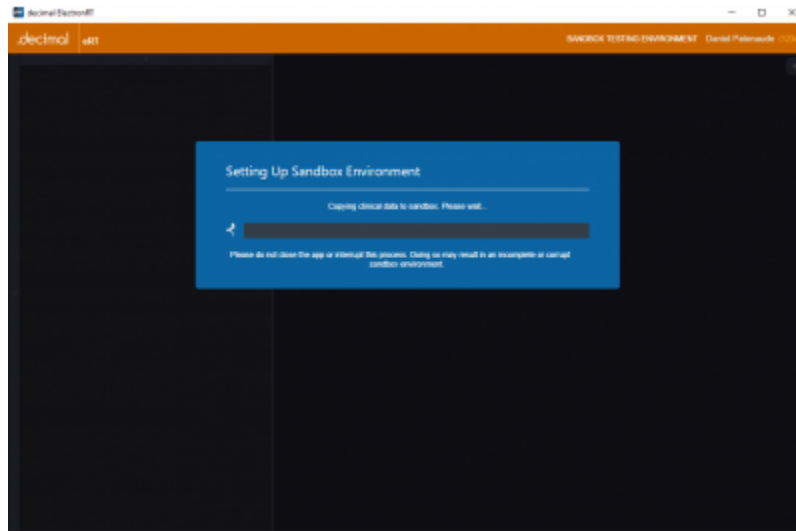 decimal ElectronRT
.decimal eRT
SANDBOX TESTING ENVIRONMENT Daniel Patenaude
Setting Up Sandbox Environment
Copying clinical data to sandbox. Please wait...
Please do not close the app or interrupt this process. Doing so may result in an incomplete or corrupt
sandbox environment.